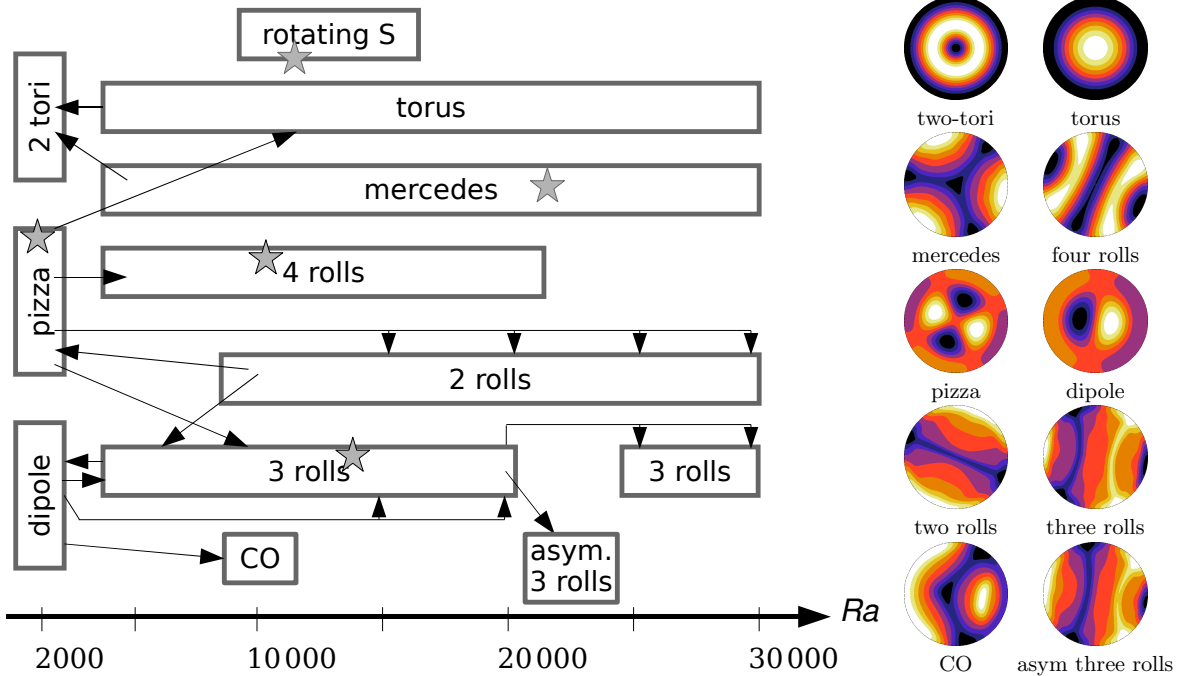 rotating S
2 tori
torus
mercedes
pizza
4 rolls
2 rolls
dipole
3 rolls
3 rolls
CO
asym.
3 rolls
Ra
2000
10 000
20 000
30 000
two-tori
torus
mercedes
four rolls
pizza
dipole
two rolls
three rolls
CO
asym three rolls